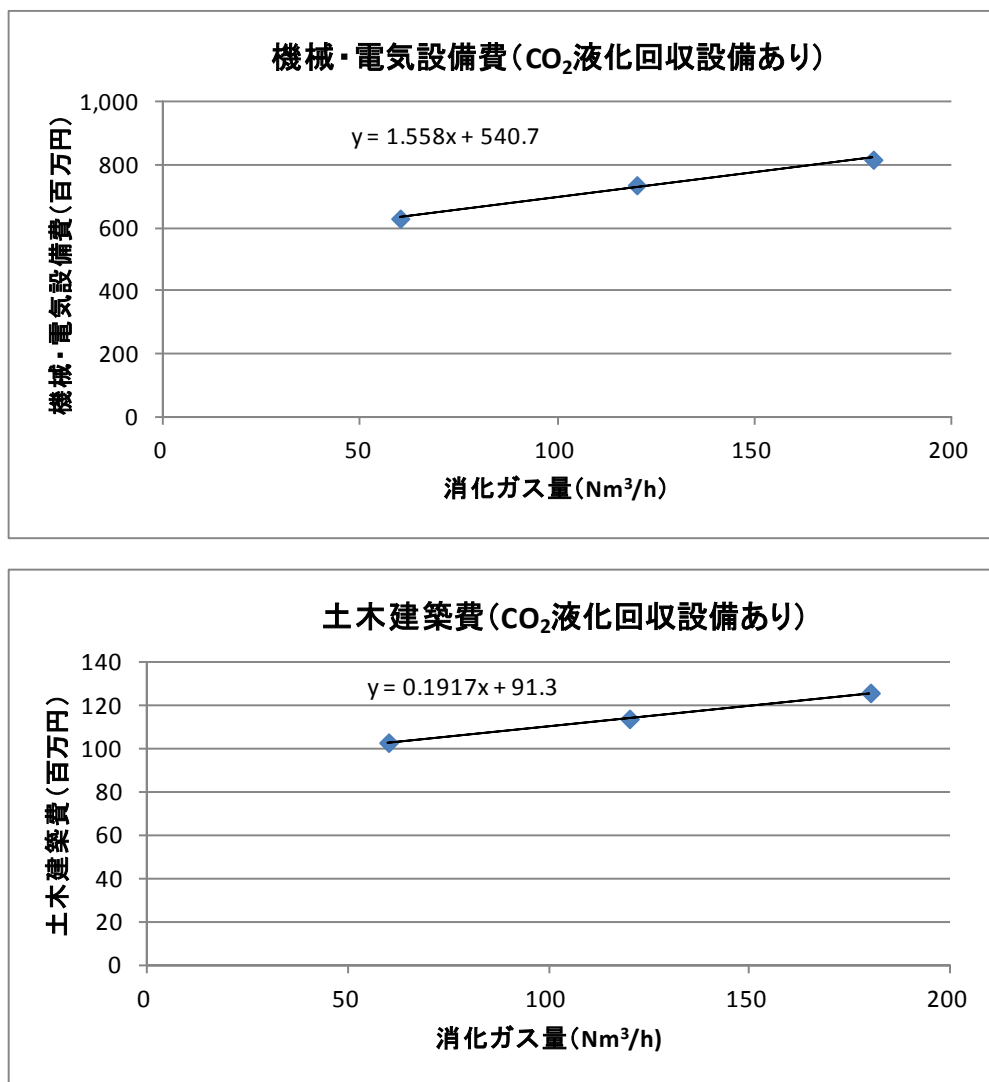 機械・電気設備費（CO₂液化回収設備あり）
機械・電気設備費（百万円）
1,000
800
600
400
200
0
y = 1.558x + 540.7
0 50 100 150 200
消化ガス量（Nm³/h）
土木建築費（CO₂液化回収設備あり）
土木建築費（百万円）
140
120
100
80
60
40
20
0
y = 0.1917x + 91.3
0 50 100 150 200
消化ガス量（Nm³/h)